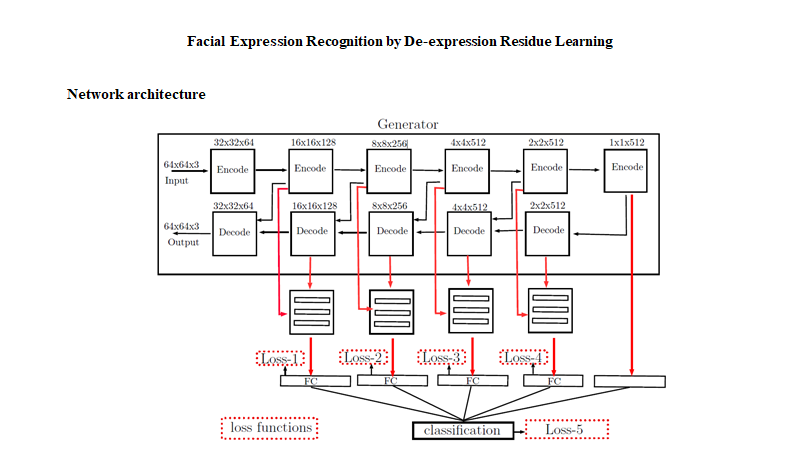 Facial Expression Recognition by De-expression Residue Learning
Network architecture
Generator
32x32x64 16x16x128 8x8x256 4x4x512 2x2x512 1x1x512
64x64x3
Input
Encode Encode Encode Encode Encode Encode
32x32x64 16x16x128 8x8x256 4x4x512 2x2x512
64x64x3
Output
Decode Decode Decode Decode Decode
Loss-1 Loss-2 Loss-3 Loss-4
FC FC FC FC
loss functions
classification
Loss-5